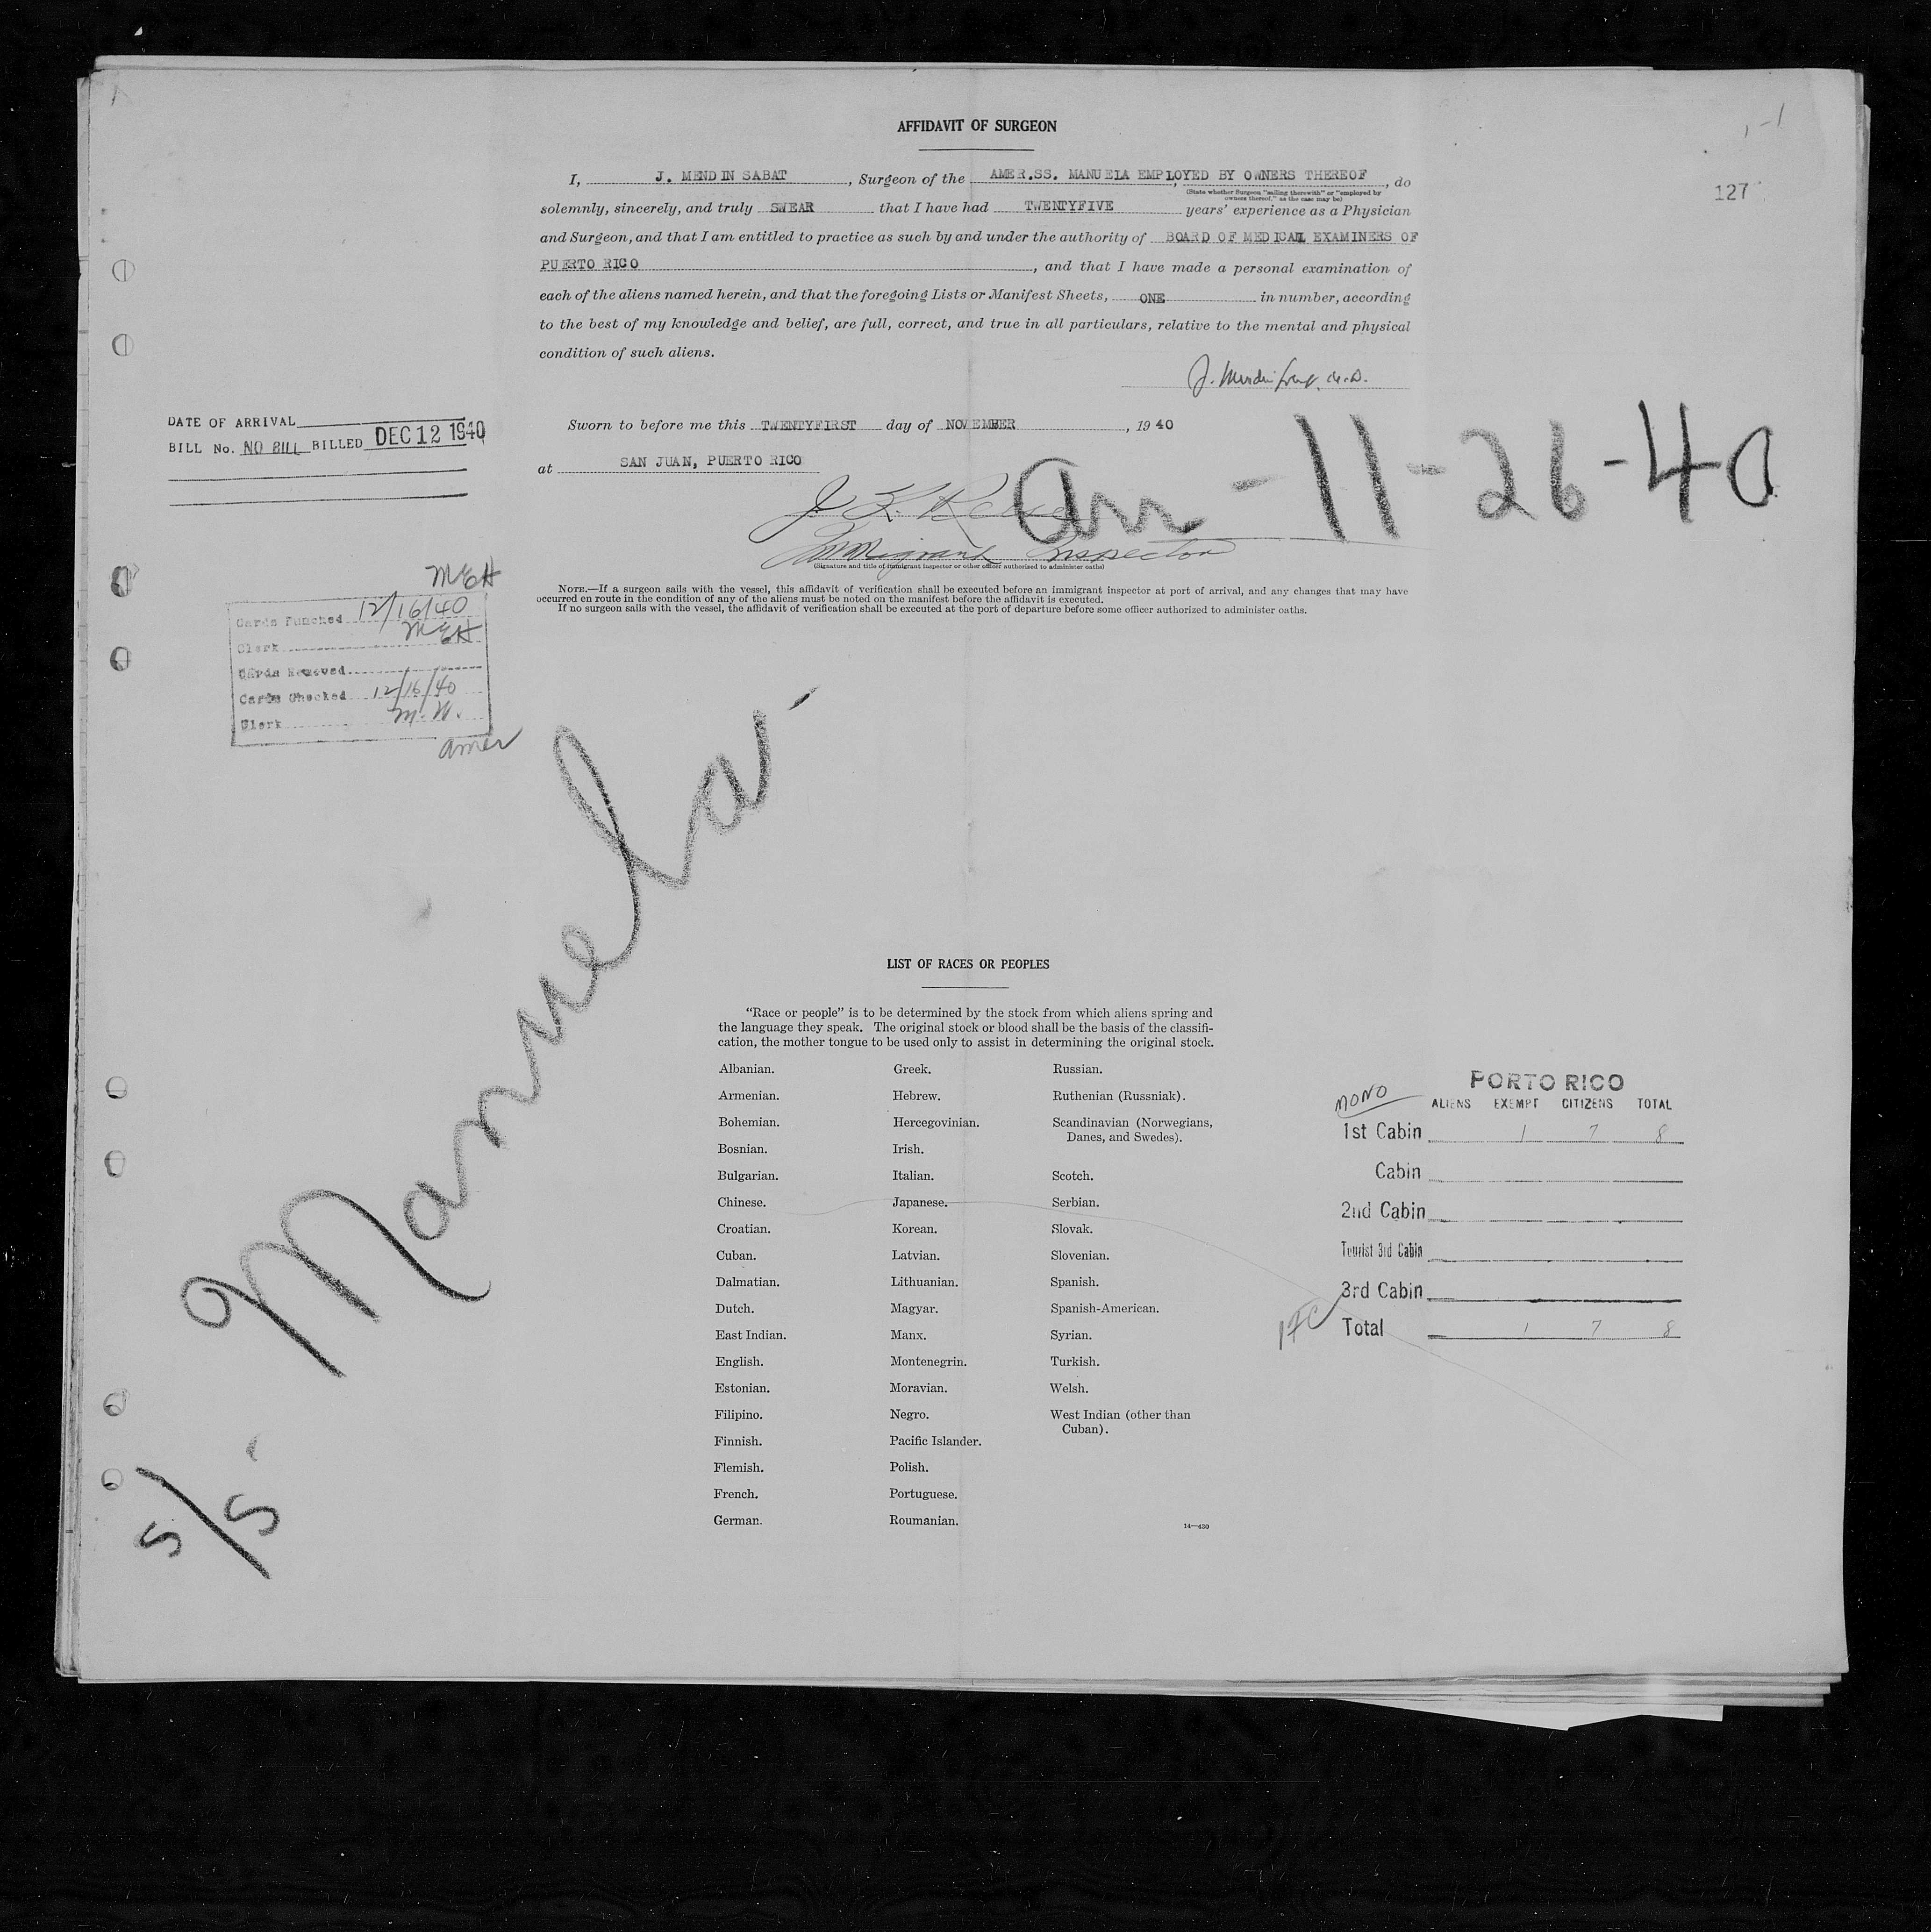 AFFIDAVIT OF SURGEON
1-1
127
I, J. MENDIN SABAT, Surgeon of the AMER.SS. MANUELA EMPLOYED BY OWNERS THEREOF, do
(State whether Surgeon "sailing therewith" or "employed by
owners thereof," as the case may be)
solemnly, sincerely, and truly SWEAR that I have had TWENTYFIVE years' experience as a Physician
and Surgeon, and that I am entitled to practice as such by and under the authority of BOARD OF MEDICAL EXAMINERS OF
PUERTO RICO, and that I have made a personal examination of
each of the aliens named herein, and that the foregoing Lists or Manifest Sheets, ONE in number, according
to the best of my knowledge and belief, are full, correct, and true in all particulars, relative to the mental and physical
condition of such aliens.
DATE OF ARRIVAL
BILL No. NO BILL BILLED DEC 12 1940
Sworn to before me this TWENTYFIRST day of NOVEMBER, 1940
at SAN JUAN, PUERTO RICO
Arr - 11-26-40
Immigrant Inspector
(Signature and title of immigrant inspector or other officer authorized to administer oaths)
NOTE.—If a surgeon sails with the vessel, this affidavit of verification shall be executed before an immigrant inspector at port of arrival, and any changes that may have
occurred en route in the condition of any of the aliens must be noted on the manifest before the affidavit is executed.
If no surgeon sails with the vessel, the affidavit of verification shall be executed at the port of departure before some officer authorized to administer oaths.
MEH
Cards Punched 12/16/40
Clerk MEH
Cards Removed
Cards Checked 12/16/40
Clerk M. W.
amer
S/S. Manuela
LIST OF RACES OR PEOPLES
"Race or people" is to be determined by the stock from which aliens spring and
the language they speak. The original stock or blood shall be the basis of the classifi-
cation, the mother tongue to be used only to assist in determining the original stock.
Albanian.
Armenian.
Bohemian.
Bosnian.
Bulgarian.
Chinese.
Croatian.
Cuban.
Dalmatian.
Dutch.
East Indian.
English.
Estonian.
Filipino.
Finnish.
Flemish.
French.
German.
Greek.
Hebrew.
Hercegovinian.
Irish.
Italian.
Japanese.
Korean.
Latvian.
Lithuanian.
Magyar.
Manx.
Montenegrin.
Moravian.
Negro.
Pacific Islander.
Polish.
Portuguese.
Roumanian.
Russian.
Ruthenian (Russniak).
Scandinavian (Norwegians,
Danes, and Swedes).
Scotch.
Serbian.
Slovak.
Slovenian.
Spanish.
Spanish-American.
Syrian.
Turkish.
Welsh.
West Indian (other than
Cuban).
14—430
PORTO RICO
MONO
ALIENS EXEMPT CITIZENS TOTAL
1st Cabin 1 7 8
Cabin
2nd Cabin
Tourist 3rd Cabin
3rd Cabin
Total 1 7 8